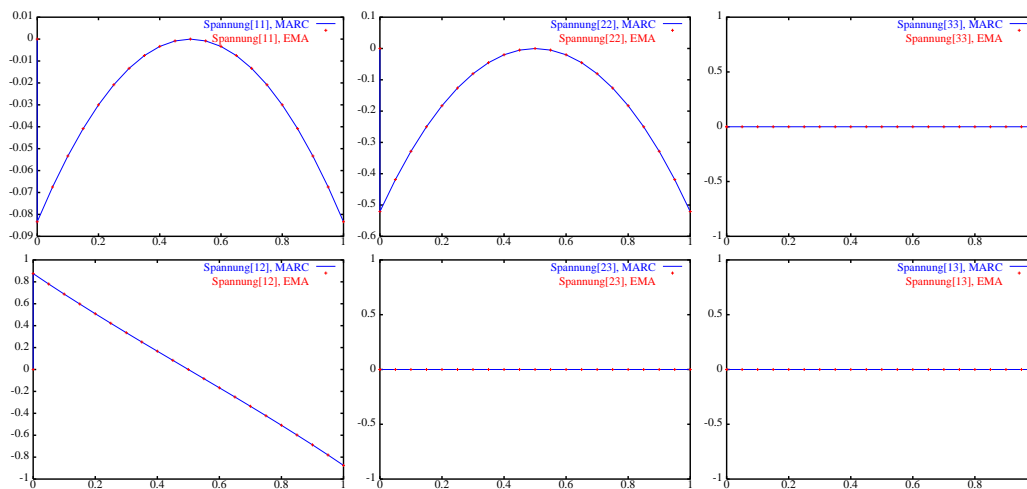 0.01
0
-0.01
-0.02
-0.03
-0.04
-0.05
-0.06
-0.07
-0.08
-0.09
0 0.2 0.4 0.6 0.8 1
Spannung[11], MARC
Spannung[11], EMA
0.1
0
-0.1
-0.2
-0.3
-0.4
-0.5
-0.6
0 0.2 0.4 0.6 0.8 1
Spannung[22], MARC
Spannung[22], EMA
1
0.5
0
-0.5
-1
0 0.2 0.4 0.6 0.8
Spannung[33], MARC
Spannung[33], EMA
1
0.8
0.6
0.4
0.2
0
-0.2
-0.4
-0.6
-0.8
-1
0 0.2 0.4 0.6 0.8 1
Spannung[12], MARC
Spannung[12], EMA
1
0.5
0
-0.5
-1
0 0.2 0.4 0.6 0.8 1
Spannung[23], MARC
Spannung[23], EMA
1
0.5
0
-0.5
-1
0 0.2 0.4 0.6 0.8
Spannung[13], MARC
Spannung[13], EMA